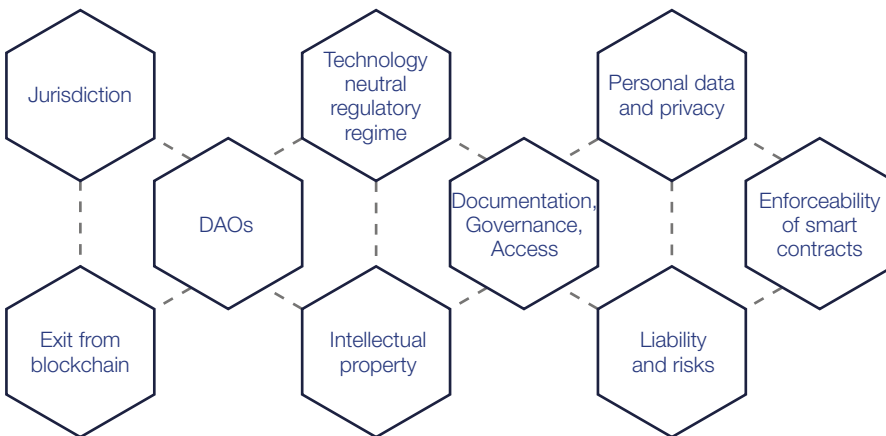 Jurisdiction
Technology
neutral
regulatory
regime
Personal data
and privacy
DAOs
Documentation,
Governance,
Access
Enforceability
of smart
contracts
Exit from
blockchain
Intellectual
property
Liability
and risks